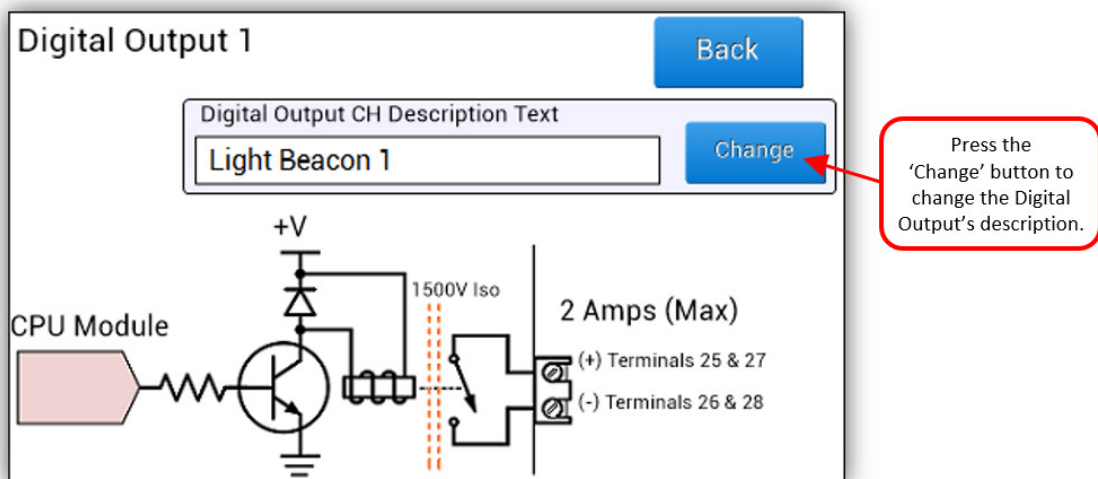 Digital Output 1
Back
Digital Output CH Description Text
Light Beacon 1
Change
Press the
‘Change’ button to
change the Digital
Output’s description.
+V
1500V Iso
2 Amps (Max)
CPU Module
(+) Terminals 25 & 27
(-) Terminals 26 & 28